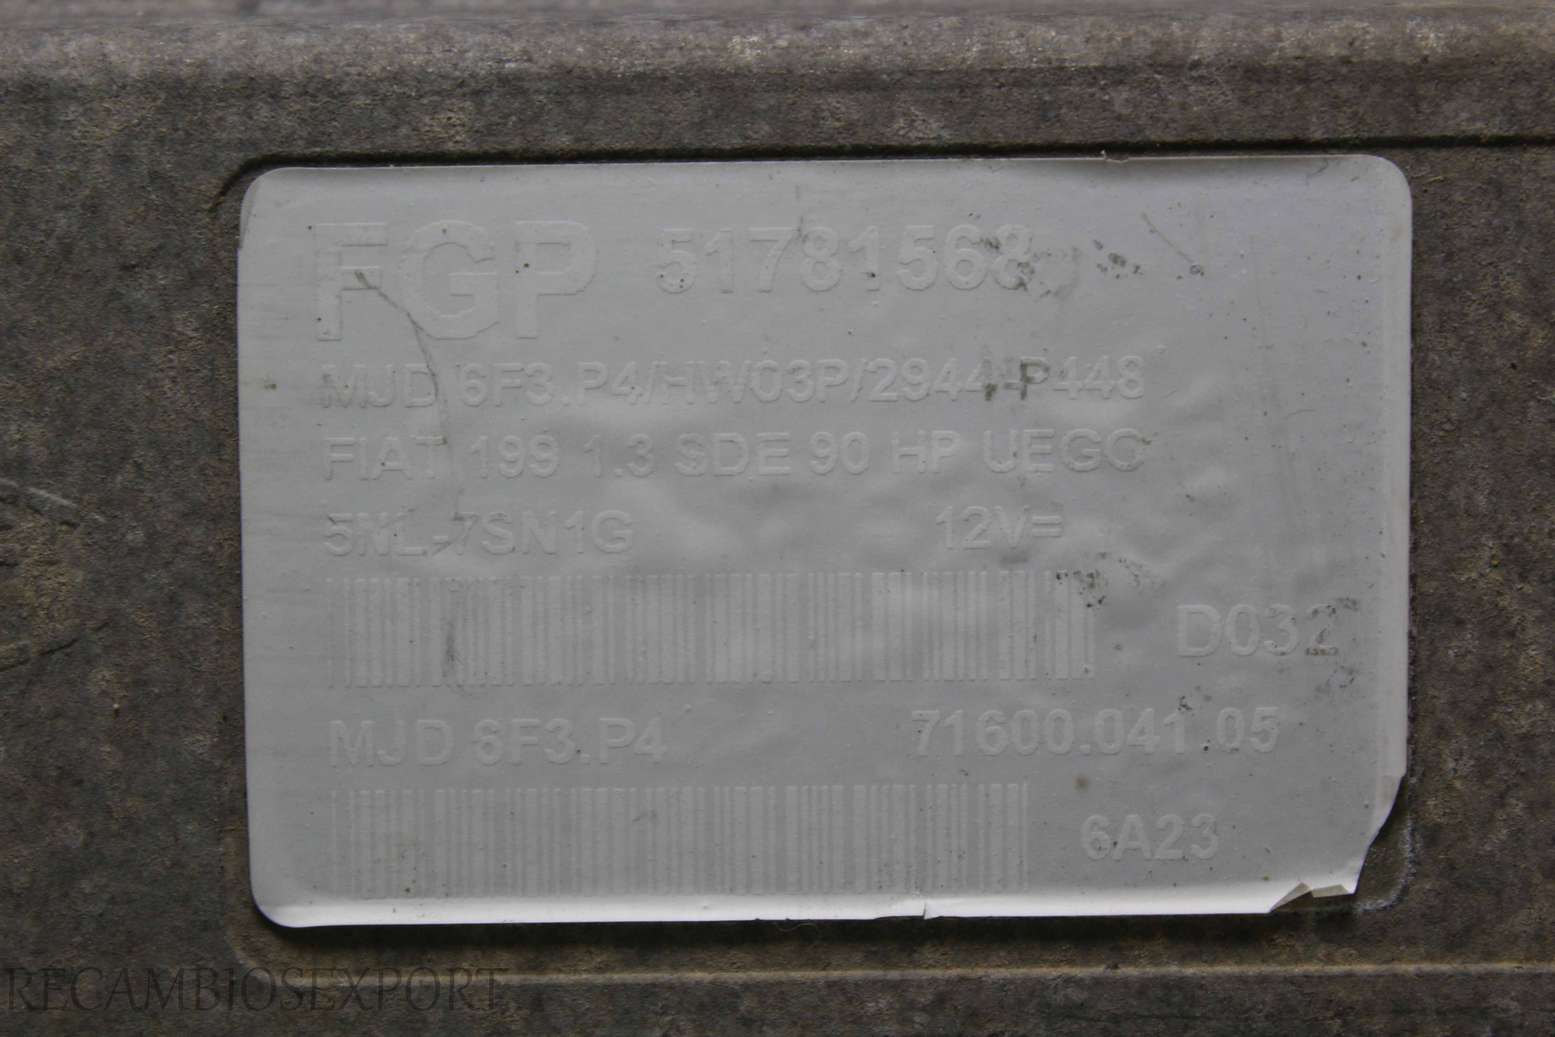 FGP 51781568
MJD 6F3.P4/HW03P/2944-P448
FIAT 199 1.3 SDE 90 HP UEGO
5NL-7SN1G 12V=
D032
MJD 8F3.P4 71600.041.05
6A23
RECAMBIOSEXPORT